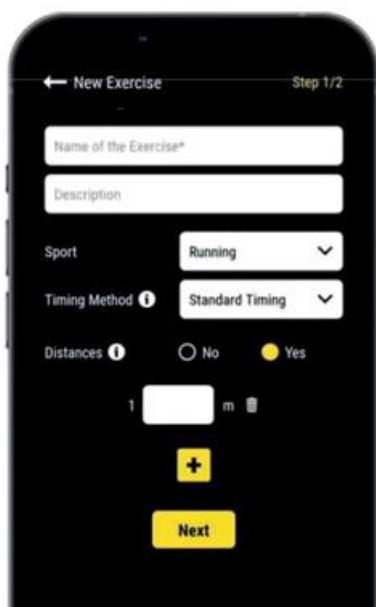 New Exercise Step 1/2
Name of the Exercise*
Description
Sport Running
Timing Method Standard Timing
Distances No Yes
1 m
+
Next